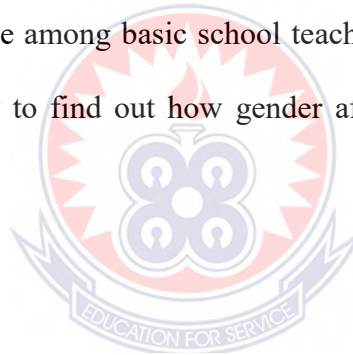 e among basic school teach
to find out how gender af
EDUCATION FOR SERVICE